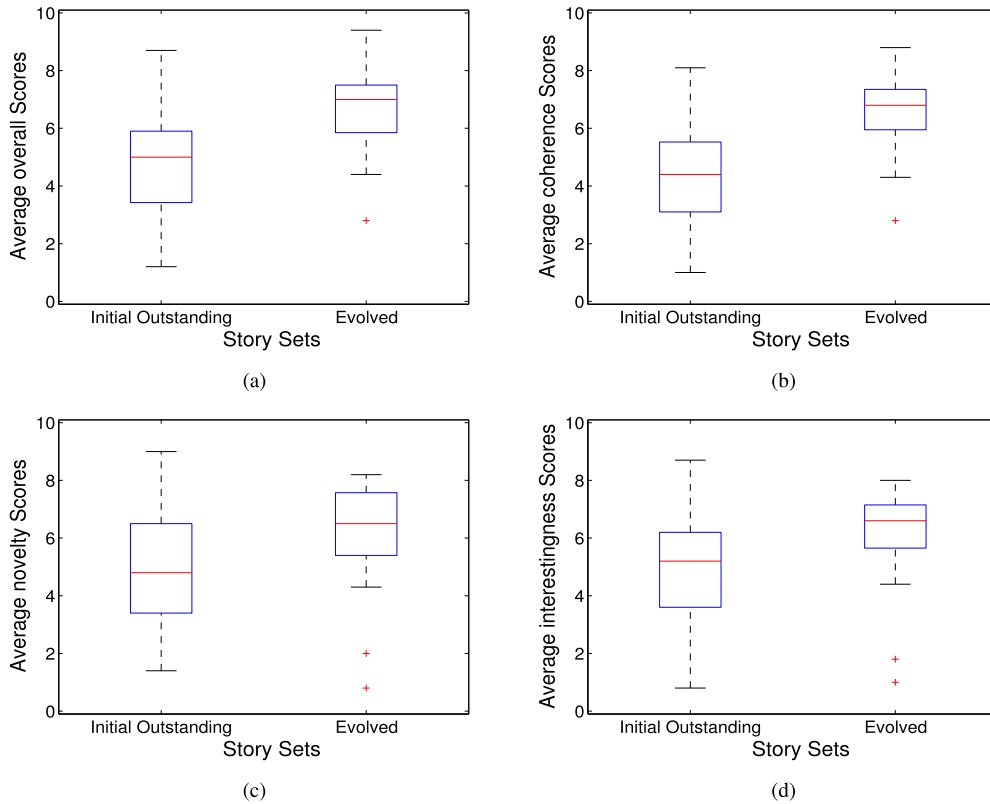 Average overall Scores
10
8
6
4
2
0
Initial Outstanding
Evolved
Story Sets
(a)
Average coherence Scores
10
8
6
4
2
0
Initial Outstanding
Evolved
Story Sets
(b)
Average novelty Scores
10
8
6
4
2
0
Initial Outstanding
Evolved
Story Sets
(c)
Average interestingness Scores
10
8
6
4
2
0
Initial Outstanding
Evolved
Story Sets
(d)